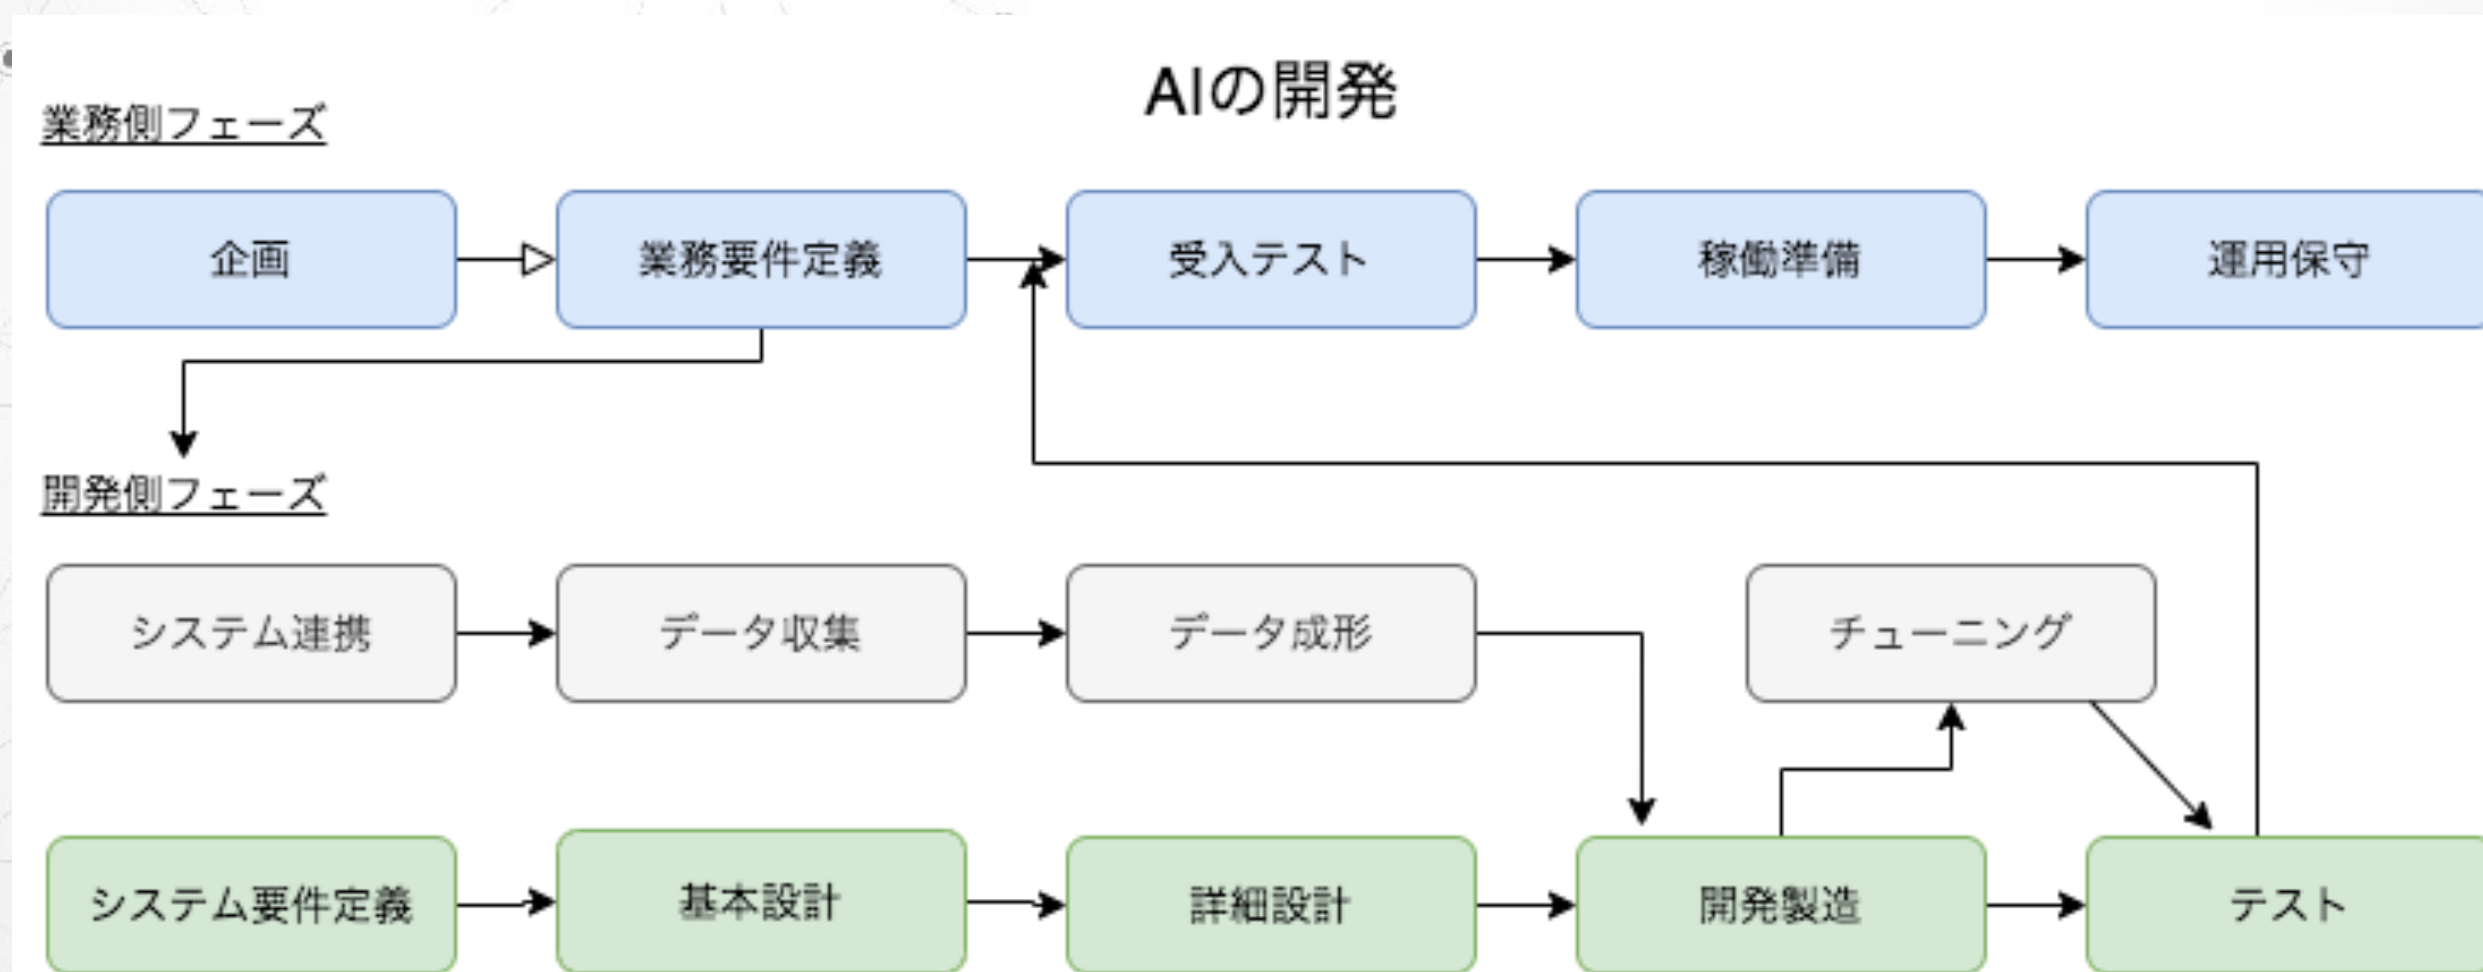 AIの開発
業務側フェーズ
企画
業務要件定義
受入テスト
稼働準備
運用保守
開発側フェーズ
システム連携
データ収集
データ成形
チューニング
システム要件定義
基本設計
詳細設計
開発製造
テスト